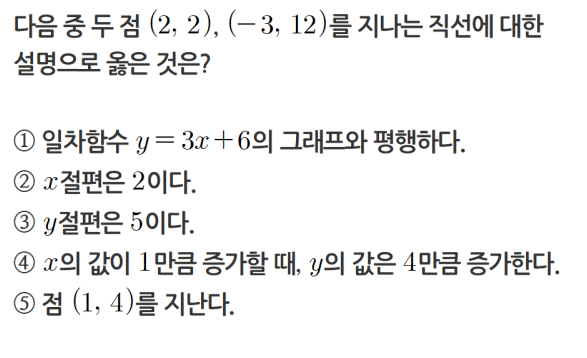 다음 중 두 점 (2, 2), (−3, 12)를 지나는 직선에 대한
설명으로 옳은 것은?
① 일차함수 y=3x+6의 그래프와 평행하다.
② x절편은 2이다.
③ y절편은 5이다.
④ x의 값이 1만큼 증가할 때, y의 값은 4만큼 증가한다.
⑤ 점 (1, 4)를 지난다.